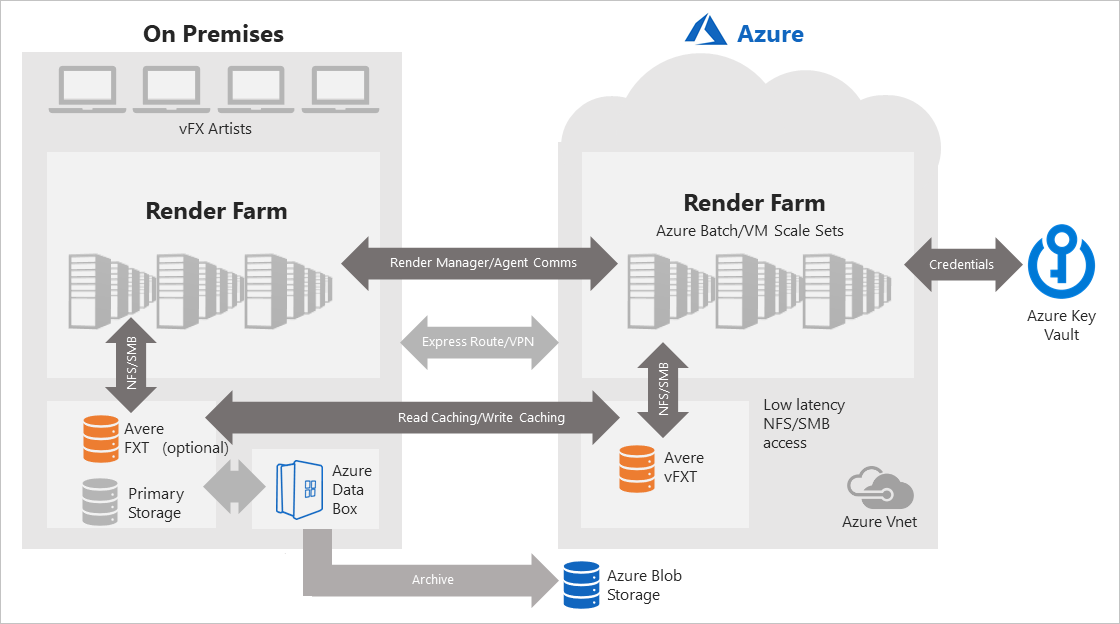 On Premises
Azure
vFX Artists
Render Farm
Render Farm
Azure Batch/VM Scale Sets
Render Manager/Agent Comms
Credentials
Azure Key
Vault
Express Route/VPN
NFS/SMB
NFS/SMB
Read Caching/Write Caching
Avere
FXT (optional)
Primary
Storage
Azure
Data
Box
Avere
vFXT
Low latency
NFS/SMB
access
Azure Vnet
Archive
Azure Blob
Storage